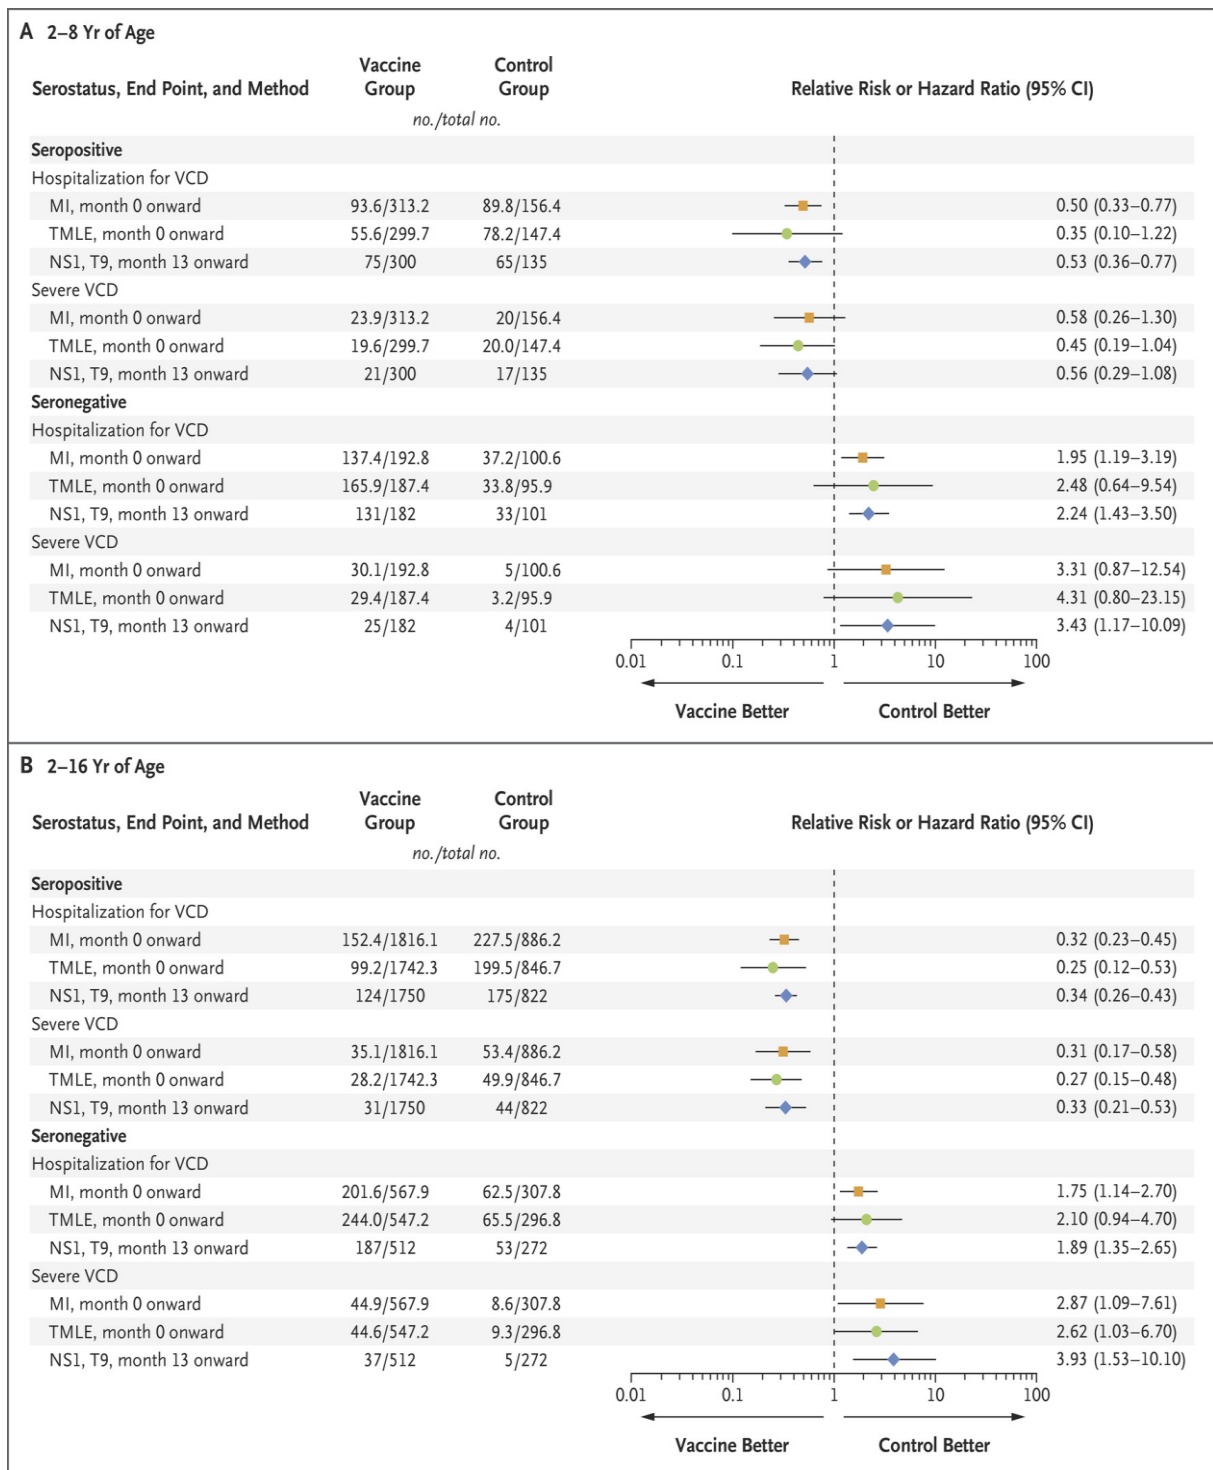 A 2–8 Yr of Age
Serostatus, End Point, and Method Vaccine Group Control Group Relative Risk or Hazard Ratio (95% CI)
no./total no.
Seropositive
Hospitalization for VCD
MI, month 0 onward 93.6/313.2 89.8/156.4 0.50 (0.33–0.77)
TMLE, month 0 onward 55.6/299.7 78.2/147.4 0.35 (0.10–1.22)
NS1, T9, month 13 onward 75/300 65/135 0.53 (0.36–0.77)
Severe VCD
MI, month 0 onward 23.9/313.2 20/156.4 0.58 (0.26–1.30)
TMLE, month 0 onward 19.6/299.7 20.0/147.4 0.45 (0.19–1.04)
NS1, T9, month 13 onward 21/300 17/135 0.56 (0.29–1.08)
Seronegative
Hospitalization for VCD
MI, month 0 onward 137.4/192.8 37.2/100.6 1.95 (1.19–3.19)
TMLE, month 0 onward 165.9/187.4 33.8/95.9 2.48 (0.64–9.54)
NS1, T9, month 13 onward 131/182 33/101 2.24 (1.43–3.50)
Severe VCD
MI, month 0 onward 30.1/192.8 5/100.6 3.31 (0.87–12.54)
TMLE, month 0 onward 29.4/187.4 3.2/95.9 4.31 (0.80–23.15)
NS1, T9, month 13 onward 25/182 4/101 3.43 (1.17–10.09)
0.01 0.1 1 10 100
Vaccine Better Control Better
B 2–16 Yr of Age
Serostatus, End Point, and Method Vaccine Group Control Group Relative Risk or Hazard Ratio (95% CI)
no./total no.
Seropositive
Hospitalization for VCD
MI, month 0 onward 152.4/1816.1 227.5/886.2 0.32 (0.23–0.45)
TMLE, month 0 onward 99.2/1742.3 199.5/846.7 0.25 (0.12–0.53)
NS1, T9, month 13 onward 124/1750 175/822 0.34 (0.26–0.43)
Severe VCD
MI, month 0 onward 35.1/1816.1 53.4/886.2 0.31 (0.17–0.58)
TMLE, month 0 onward 28.2/1742.3 49.9/846.7 0.27 (0.15–0.48)
NS1, T9, month 13 onward 31/1750 44/822 0.33 (0.21–0.53)
Seronegative
Hospitalization for VCD
MI, month 0 onward 201.6/567.9 62.5/307.8 1.75 (1.14–2.70)
TMLE, month 0 onward 244.0/547.2 65.5/296.8 2.10 (0.94–4.70)
NS1, T9, month 13 onward 187/512 53/272 1.89 (1.35–2.65)
Severe VCD
MI, month 0 onward 44.9/567.9 8.6/307.8 2.87 (1.09–7.61)
TMLE, month 0 onward 44.6/547.2 9.3/296.8 2.62 (1.03–6.70)
NS1, T9, month 13 onward 37/512 5/272 3.93 (1.53–10.10)
0.01 0.1 1 10 100
Vaccine Better Control Better